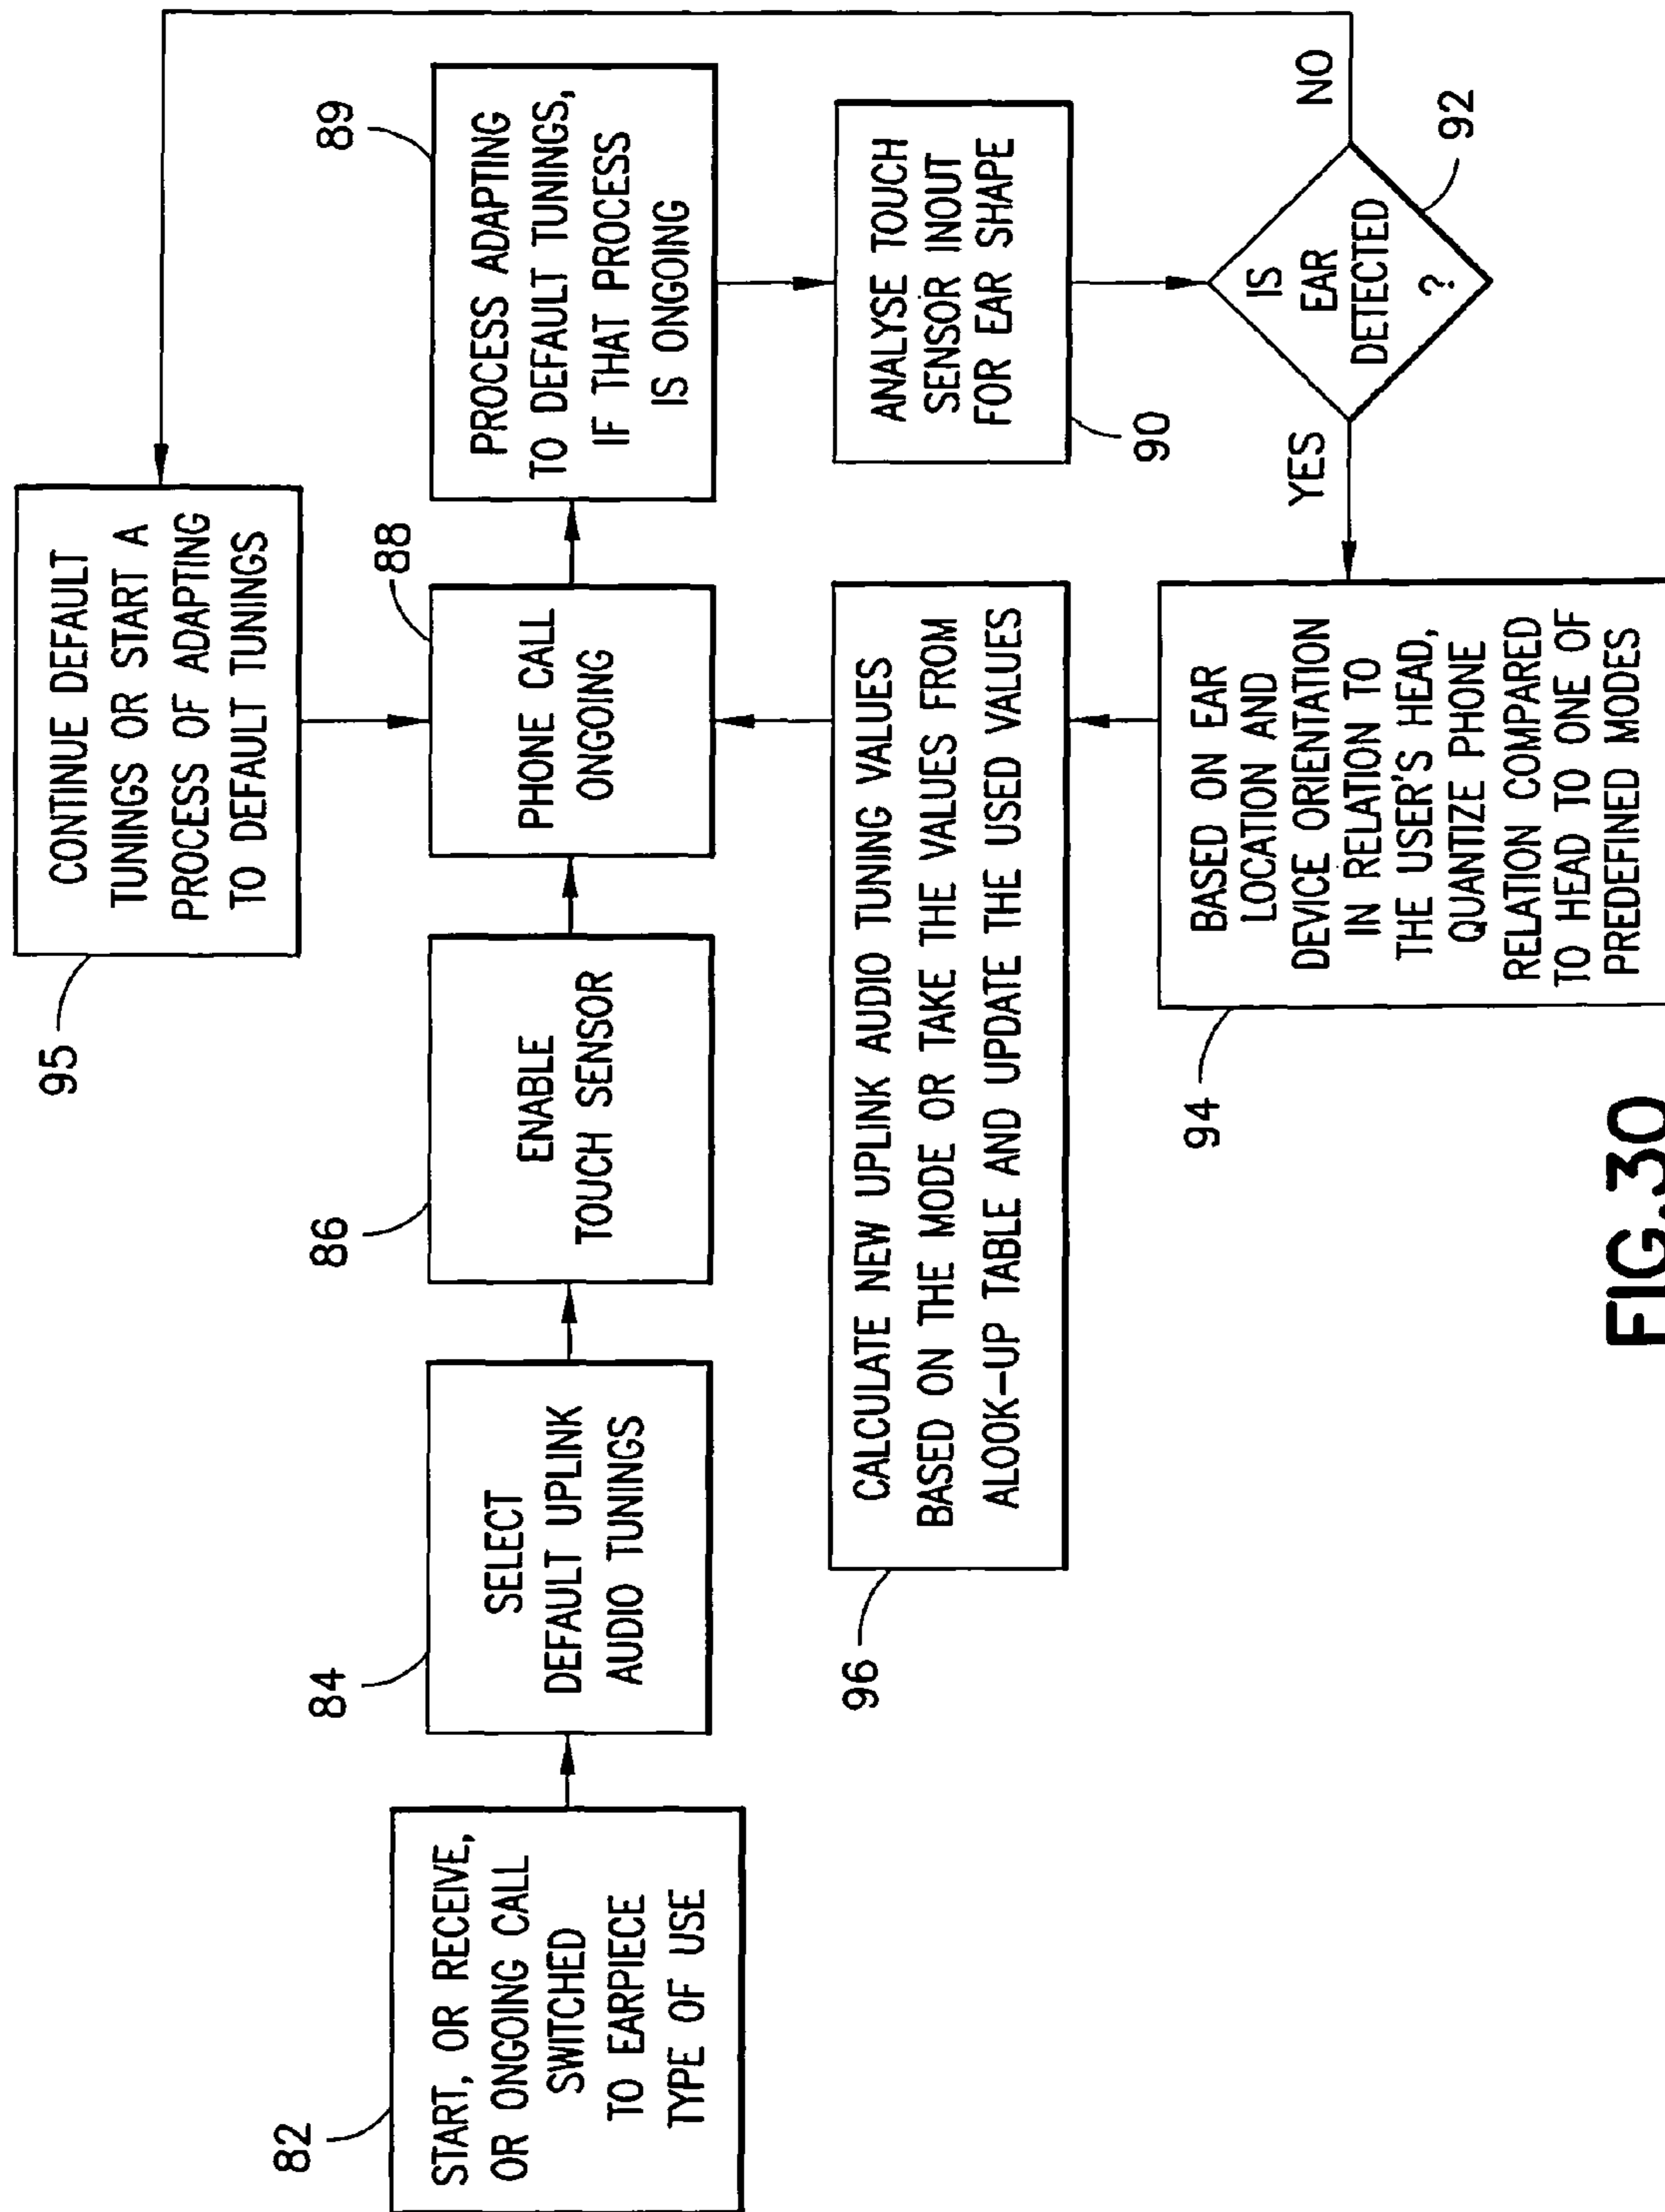 82
START, OR RECEIVE,
OR ONGOING CALL
SWITCHED
TO EARPIECE
TYPE OF USE
84
SELECT
DEFAULT UPLINK
AUDIO TUNINGS
86
ENABLE
TOUCH SENSOR
88
PHONE CALL
ONGOING
89
PROCESS ADAPTING
TO DEFAULT TUNINGS,
IF THAT PROCESS
IS ONGOING
90
ANALYSE TOUCH
SENSOR INOUT
FOR EAR SHAPE
92
IS
EAR
DETECTED
?
NO
YES
95
CONTINUE DEFAULT
TUNINGS OR START A
PROCESS OF ADAPTING
TO DEFAULT TUNINGS
94
BASED ON EAR
LOCATION AND
DEVICE ORIENTATION
IN RELATION TO
THE USER'S HEAD,
QUANTIZE PHONE
RELATION COMPARED
TO HEAD TO ONE OF
PREDEFINED MODES
96
CALCULATE NEW UPLINK AUDIO TUNING VALUES
BASED ON THE MODE OR TAKE THE VALUES FROM
ALOOK-UP TABLE AND UPDATE THE USED VALUES
FIG.30